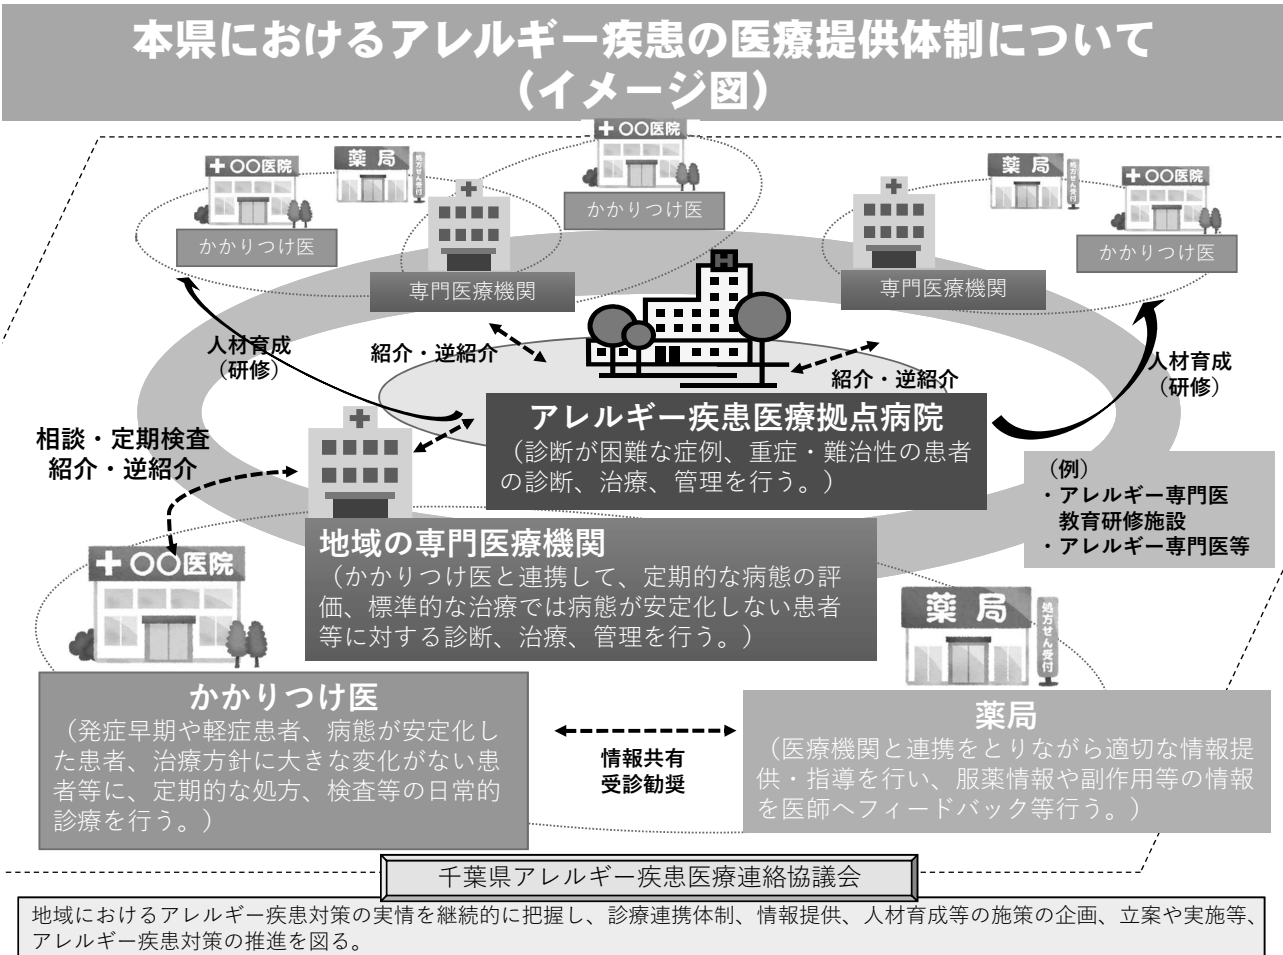 本県におけるアレルギー疾患の医療提供体制について
（イメージ図）
〇〇医院
かかりつけ医
薬局
処方せん受付
〇〇医院
かかりつけ医
薬局
処方せん受付
〇〇医院
かかりつけ医
専門医療機関
専門医療機関
人材育成
（研修）
紹介・逆紹介
紹介・逆紹介
人材育成
（研修）
アレルギー疾患医療拠点病院
（診断が困難な症例、重症・難治性の患者
の診断、治療、管理を行う。）
相談・定期検査
紹介・逆紹介
（例）
・アレルギー専門医
教育研修施設
・アレルギー専門医等
地域の専門医療機関
（かかりつけ医と連携して、定期的な病態の評
価、標準的な治療では病態が安定化しない患者
等に対する診断、治療、管理を行う。）
〇〇医院
薬局
処方せん受付
かかりつけ医
（発症早期や軽症患者、病態が安定化し
た患者、治療方針に大きな変化がない患
者等に、定期的な処方、検査等の日常的
診療を行う。）
情報共有
受診勧奨
薬局
（医療機関と連携をとりながら適切な情報提
供・指導を行い、服薬情報や副作用等の情報
を医師へフィードバック等行う。）
千葉県アレルギー疾患医療連絡協議会
地域におけるアレルギー疾患対策の実情を継続的に把握し、診療連携体制、情報提供、人材育成等の施策の企画、立案や実施等、
アレルギー疾患対策の推進を図る。